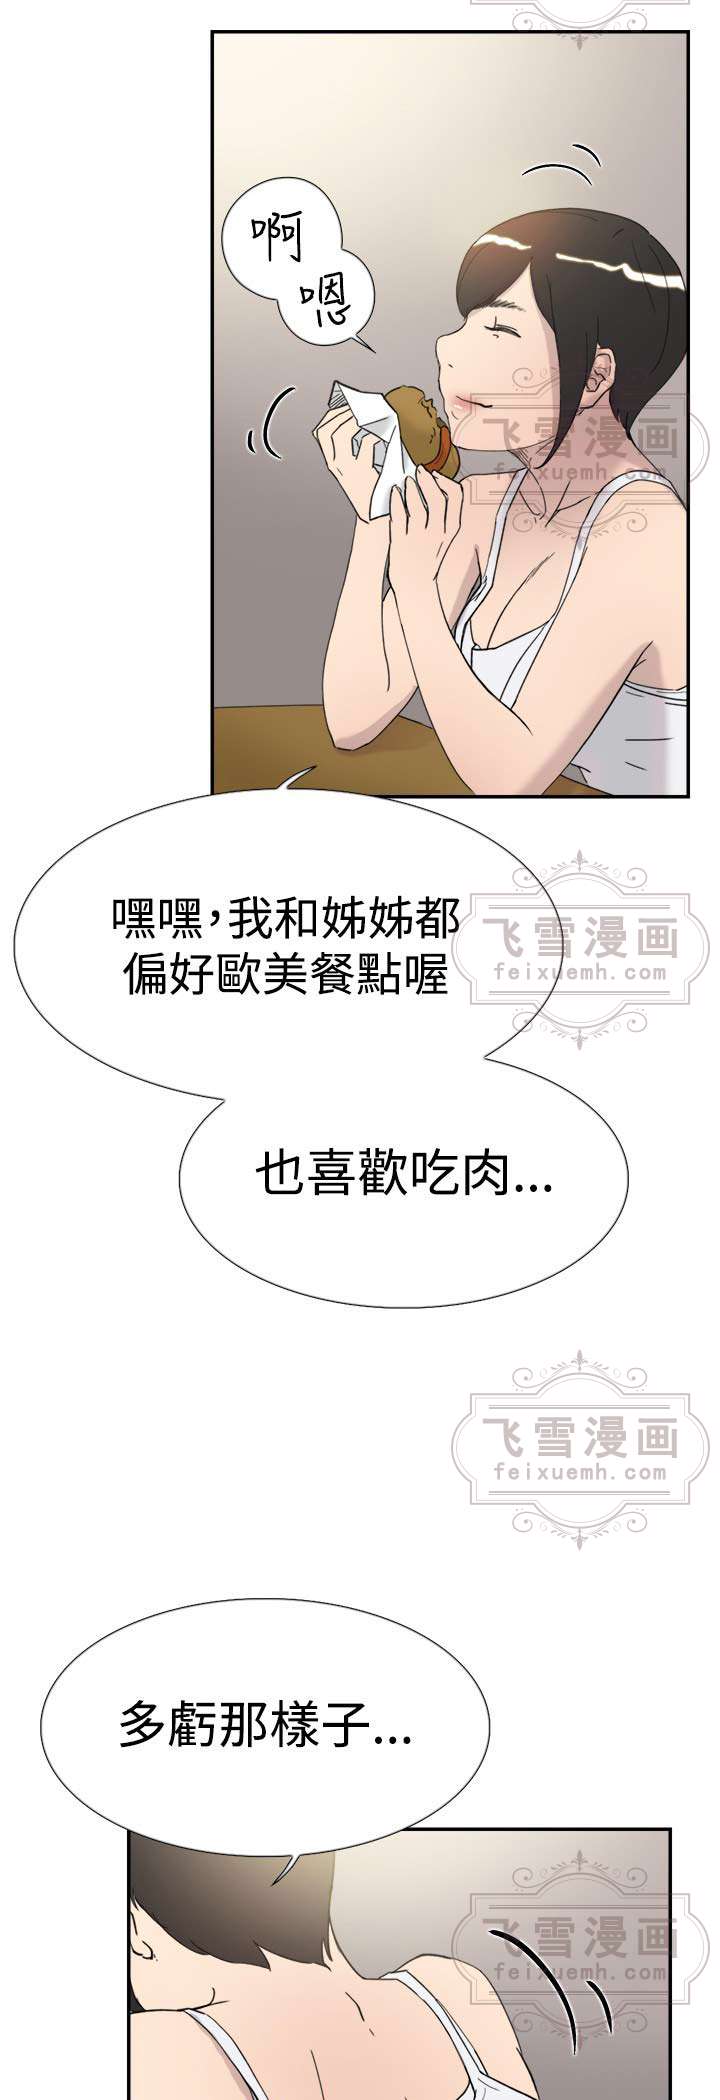 啊
嗯
飞雪漫画
feixuemh.com
嘿嘿,我和姊姊都
偏好歐美餐點喔
飞雪漫画
feixuemh.com
也喜歡吃肉...
飞雪漫画
feixuemh.com
多虧那樣子...
飞雪漫画
feixuemh.com